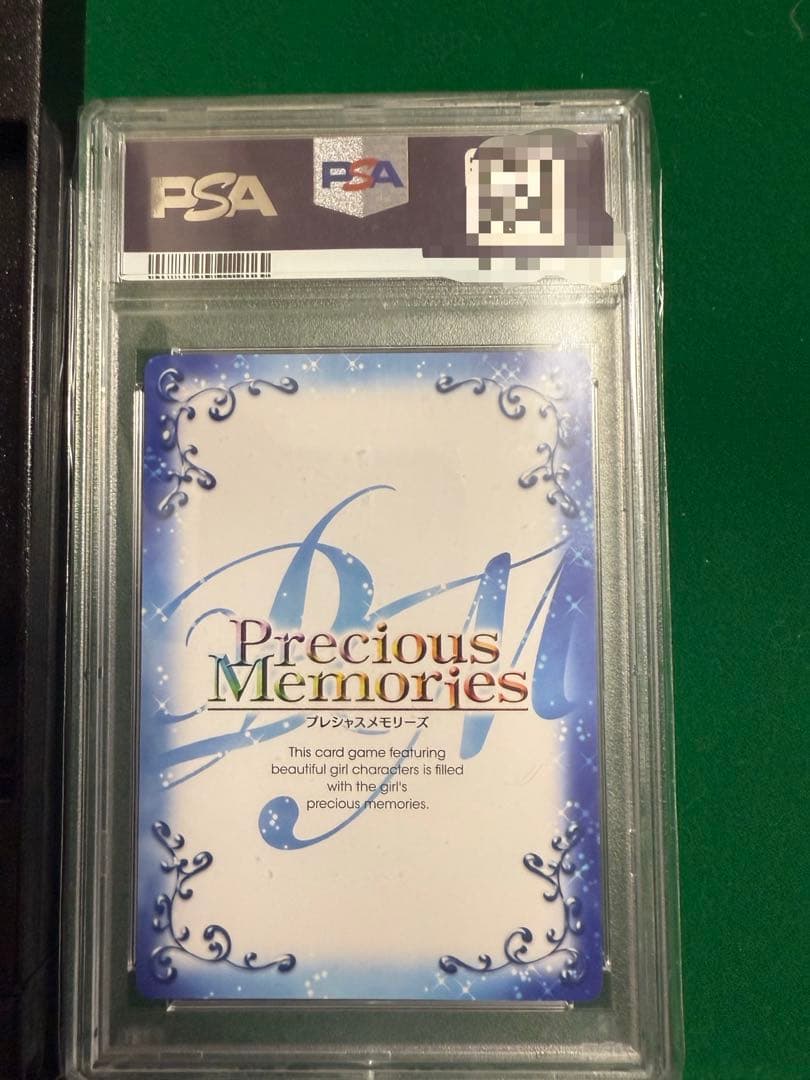 PSA
PSA
Precious
Memories
プレシャスメモリーズ
This card game featuring
beautiful girl characters is filled
with the girl's
precious memories.